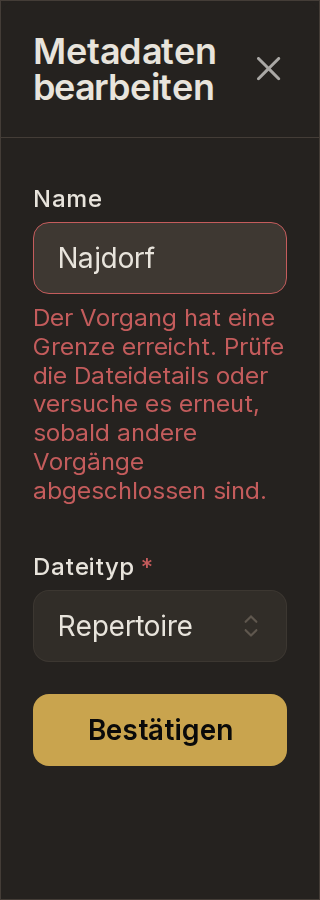 Metadaten
bearbeiten
Name
Najdorf
Der Vorgang hat eine
Grenze erreicht. Prüfe
die Dateidetails oder
versuche es erneut,
sobald andere
Vorgänge
abgeschlossen sind.
Dateityp *
Repertoire
Bestätigen